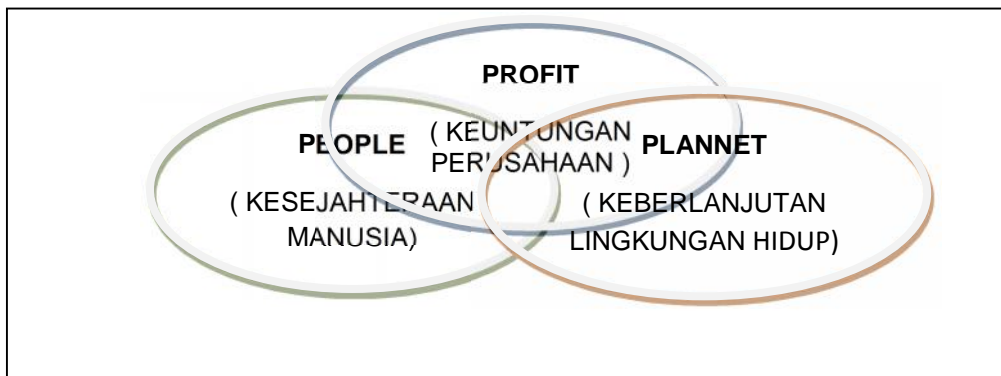 PROFIT
( KEUNTUNGAN
PERUSAHAAN )
PEOPLE
( KESEJAHTERAAN
MANUSIA)
PLANNET
( KEBERLANJUTAN
LINGKUNGAN HIDUP)